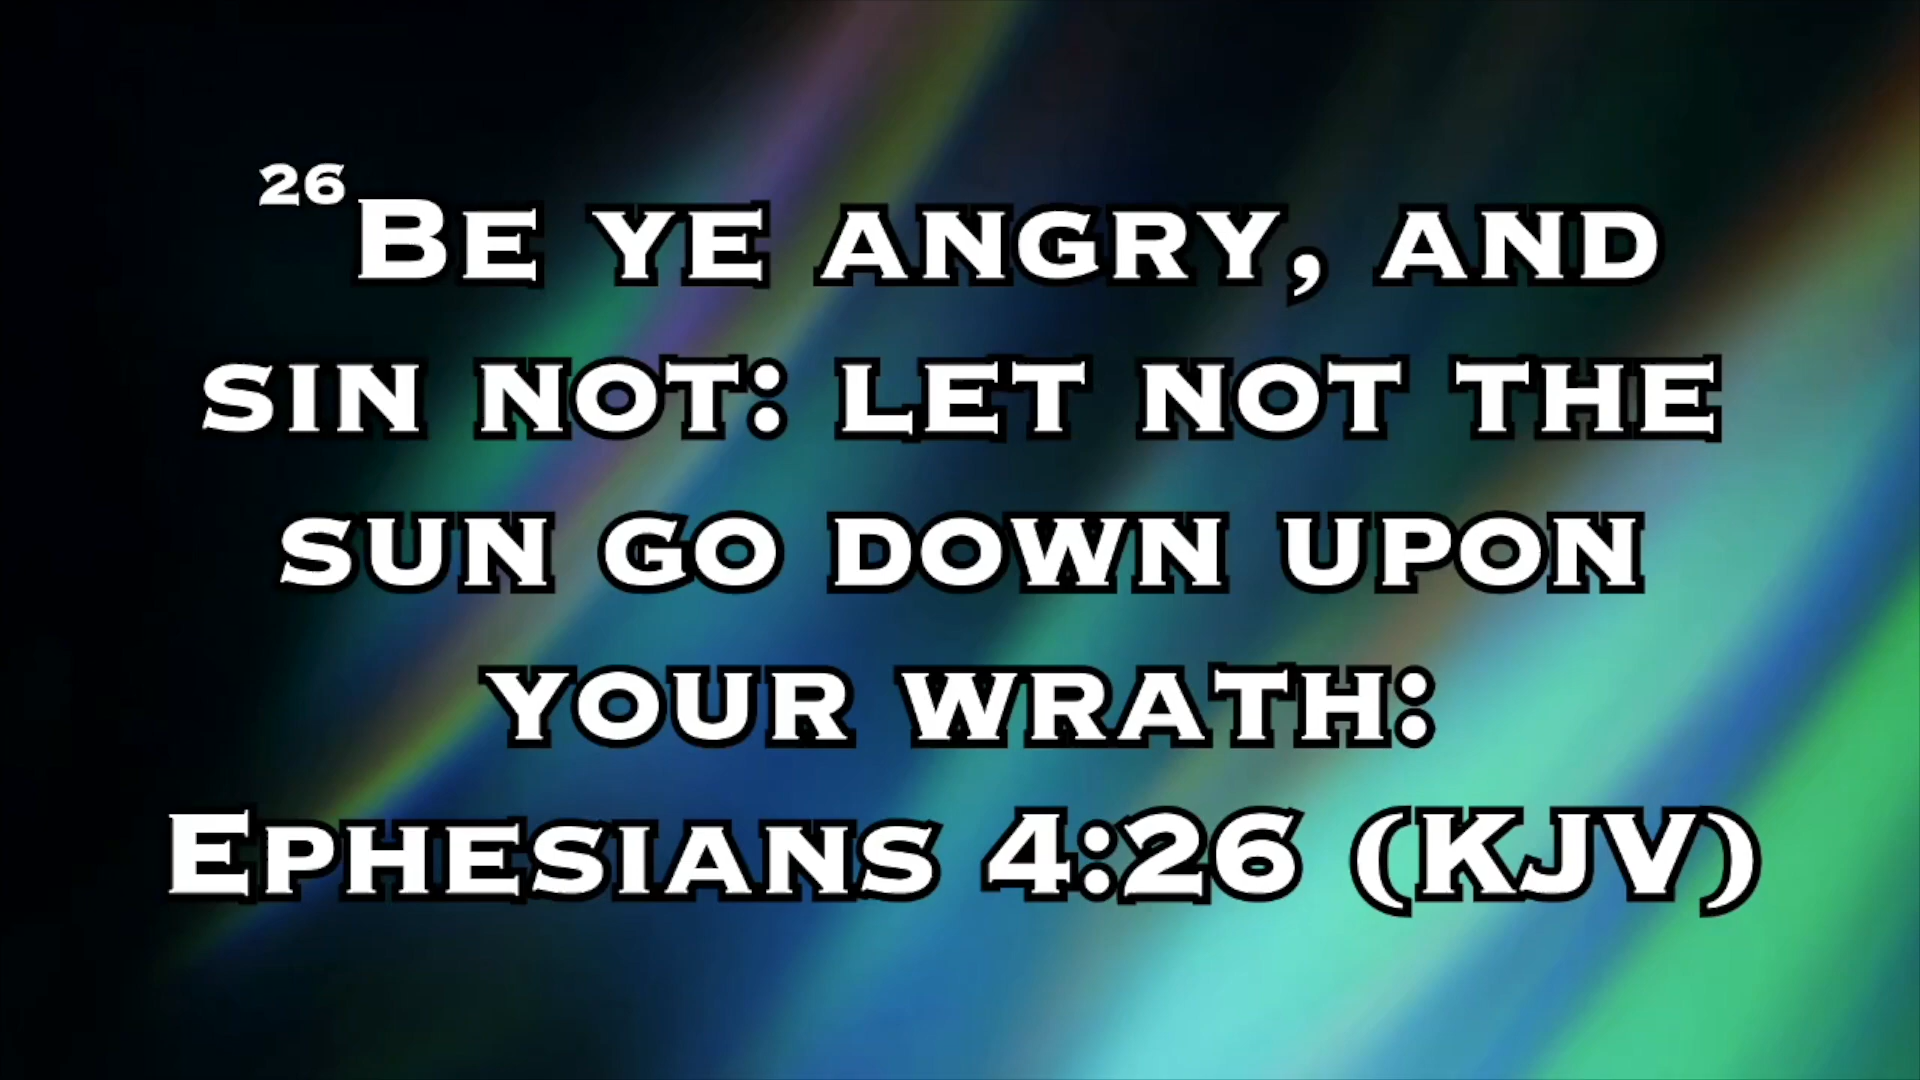 26 Be ye angry, and
sin not: let not the
sun go down upon
your wrath:
Ephesians 4:26 (KJV)